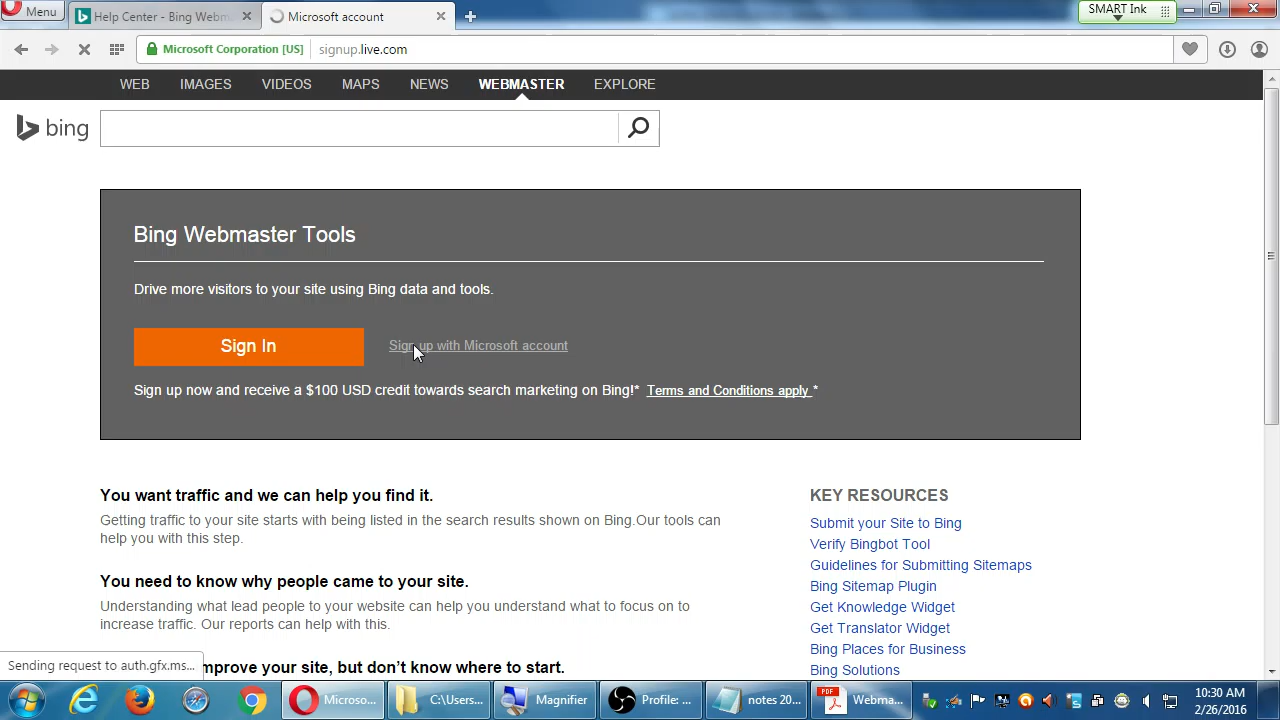 Menu
Help Center - Bing Webm
Microsoft account
SMART Ink
Microsoft Corporation [US]
signup.live.com
WEB IMAGES VIDEOS MAPS NEWS WEBMASTER EXPLORE
bing
Bing Webmaster Tools
Drive more visitors to your site using Bing data and tools.
Sign In
Sign up with Microsoft account
Sign up now and receive a $100 USD credit towards search marketing on Bing!* Terms and Conditions apply *
You want traffic and we can help you find it.
Getting traffic to your site starts with being listed in the search results shown on Bing.Our tools can
help you with this step.
You need to know why people came to your site.
Understanding what lead people to your website can help you understand what to focus on to
increase traffic. Our reports can help with this.
mprove your site, but don't know where to start.
KEY RESOURCES
Submit your Site to Bing
Verify Bingbot Tool
Guidelines for Submitting Sitemaps
Bing Sitemap Plugin
Get Knowledge Widget
Get Translator Widget
Bing Places for Business
Bing Solutions
Sending request to auth.gfx.ms...
Microso...
C:\Users...
Magnifier
Profile: ...
notes 20...
PDF
Webma...
10:30 AM
2/26/2016